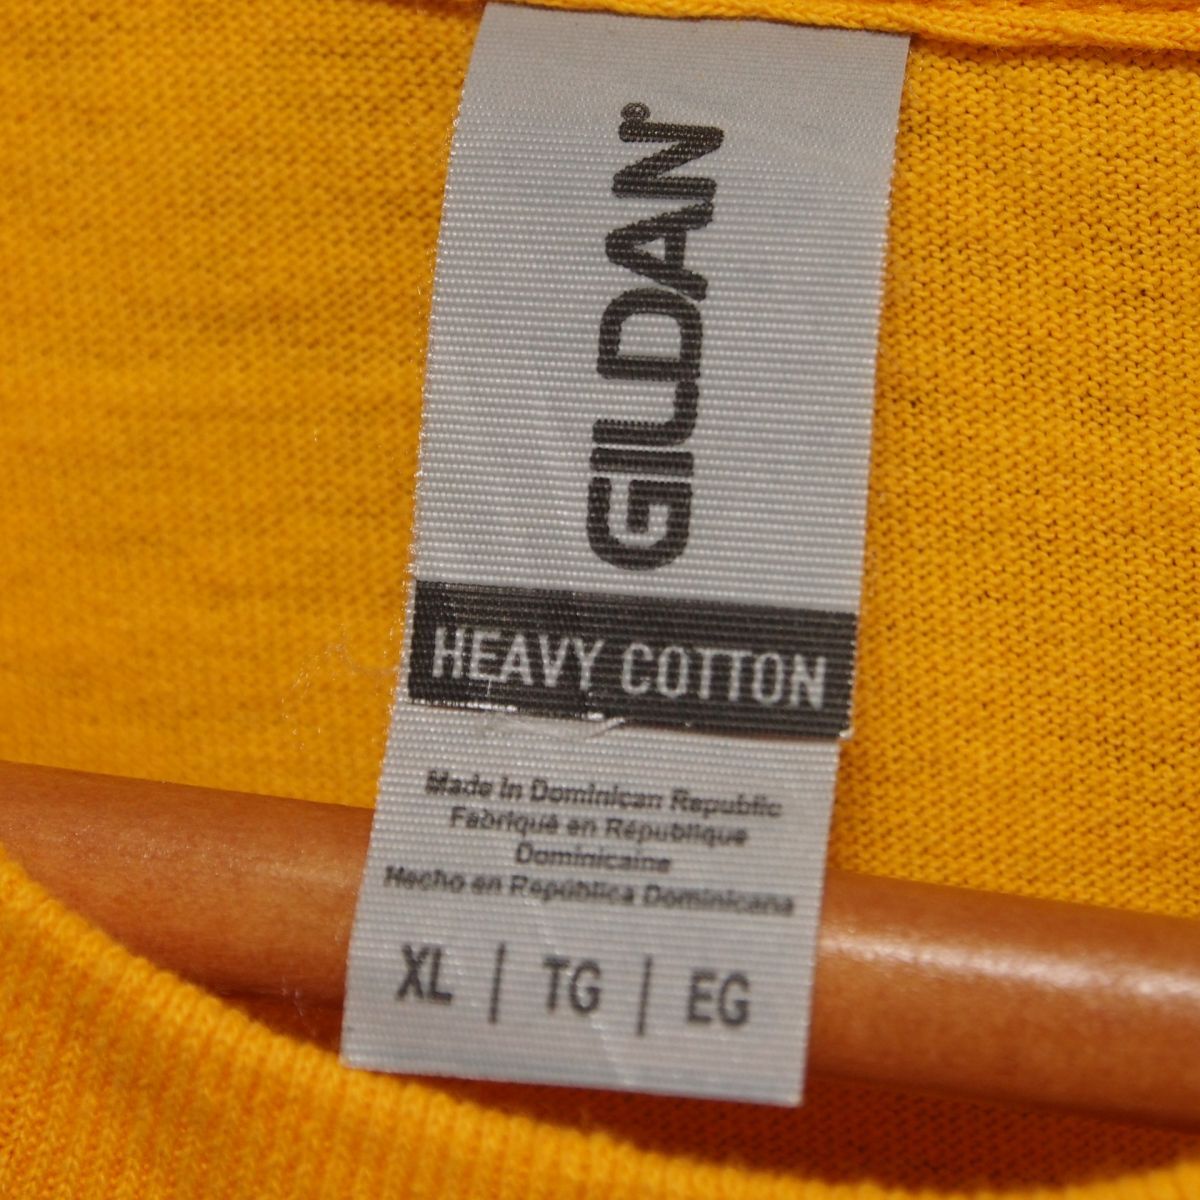 GILDAN®
HEAVY COTTON
Made in Dominican Republic
Fabriqué en République
Dominicaine
Hecho en República Dominicana
XL | TG | EG